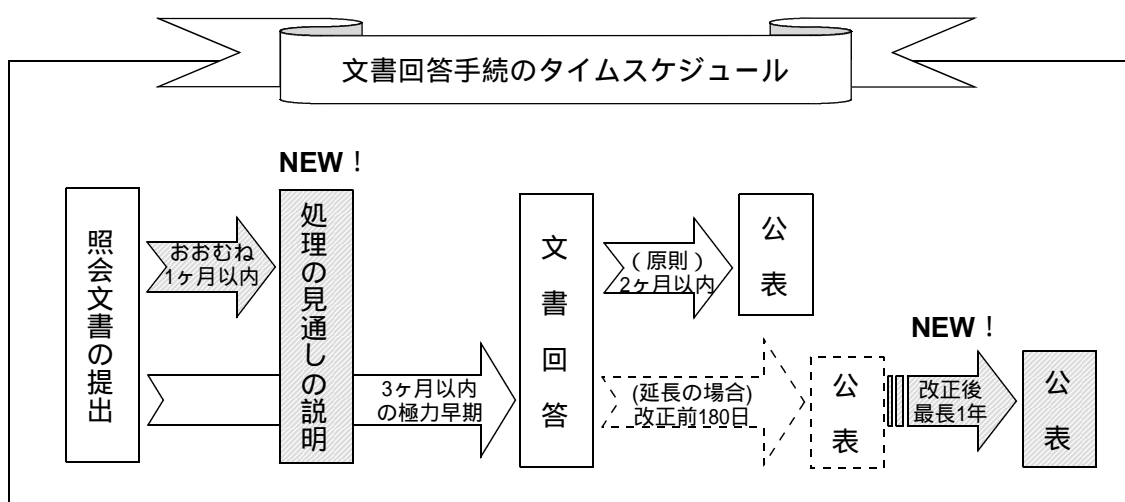 文書回答手続のタイムスケジュール
NEW！
照会文書の提出
おおむね
1ヶ月以内
処理の見通しの説明
3ヶ月以内
の極力早期
文書回答
(原則)
2ヶ月以内
公表
(延長の場合)
改正前180日
公表
NEW！
改正後
最長1年
公表